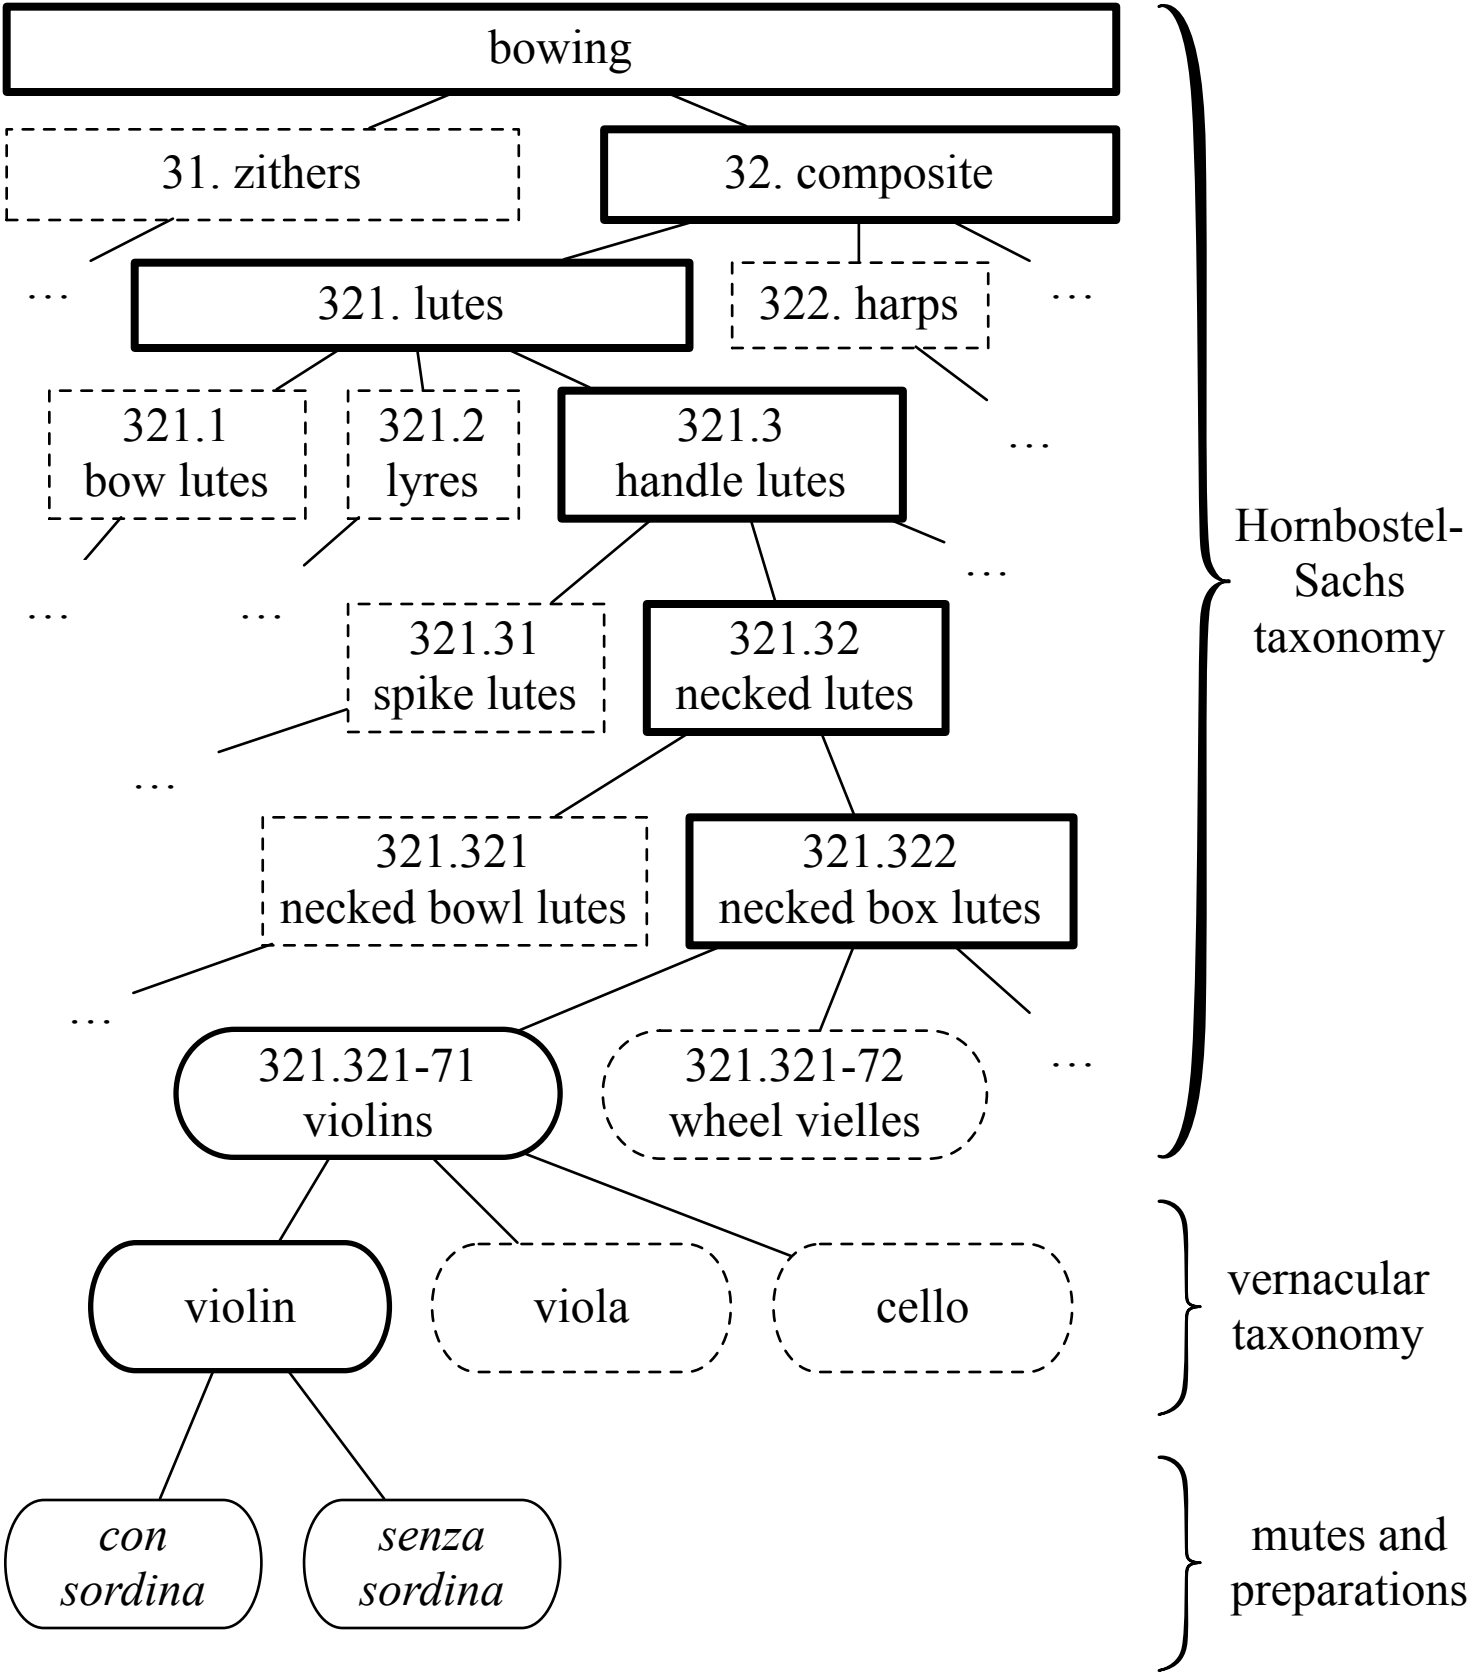 bowing
31. zithers
32. composite
...
321. lutes
322. harps
...
321.1
bow lutes
321.2
lyres
321.3
handle lutes
...
Hornbostel-
Sachs
taxonomy
...
...
...
321.31
spike lutes
321.32
necked lutes
...
321.321
necked bowl lutes
321.322
necked box lutes
...
321.321-71
violins
321.321-72
wheel vielles
...
violin
viola
cello
vernacular
taxonomy
con
sordina
senza
sordina
mutes and
preparations